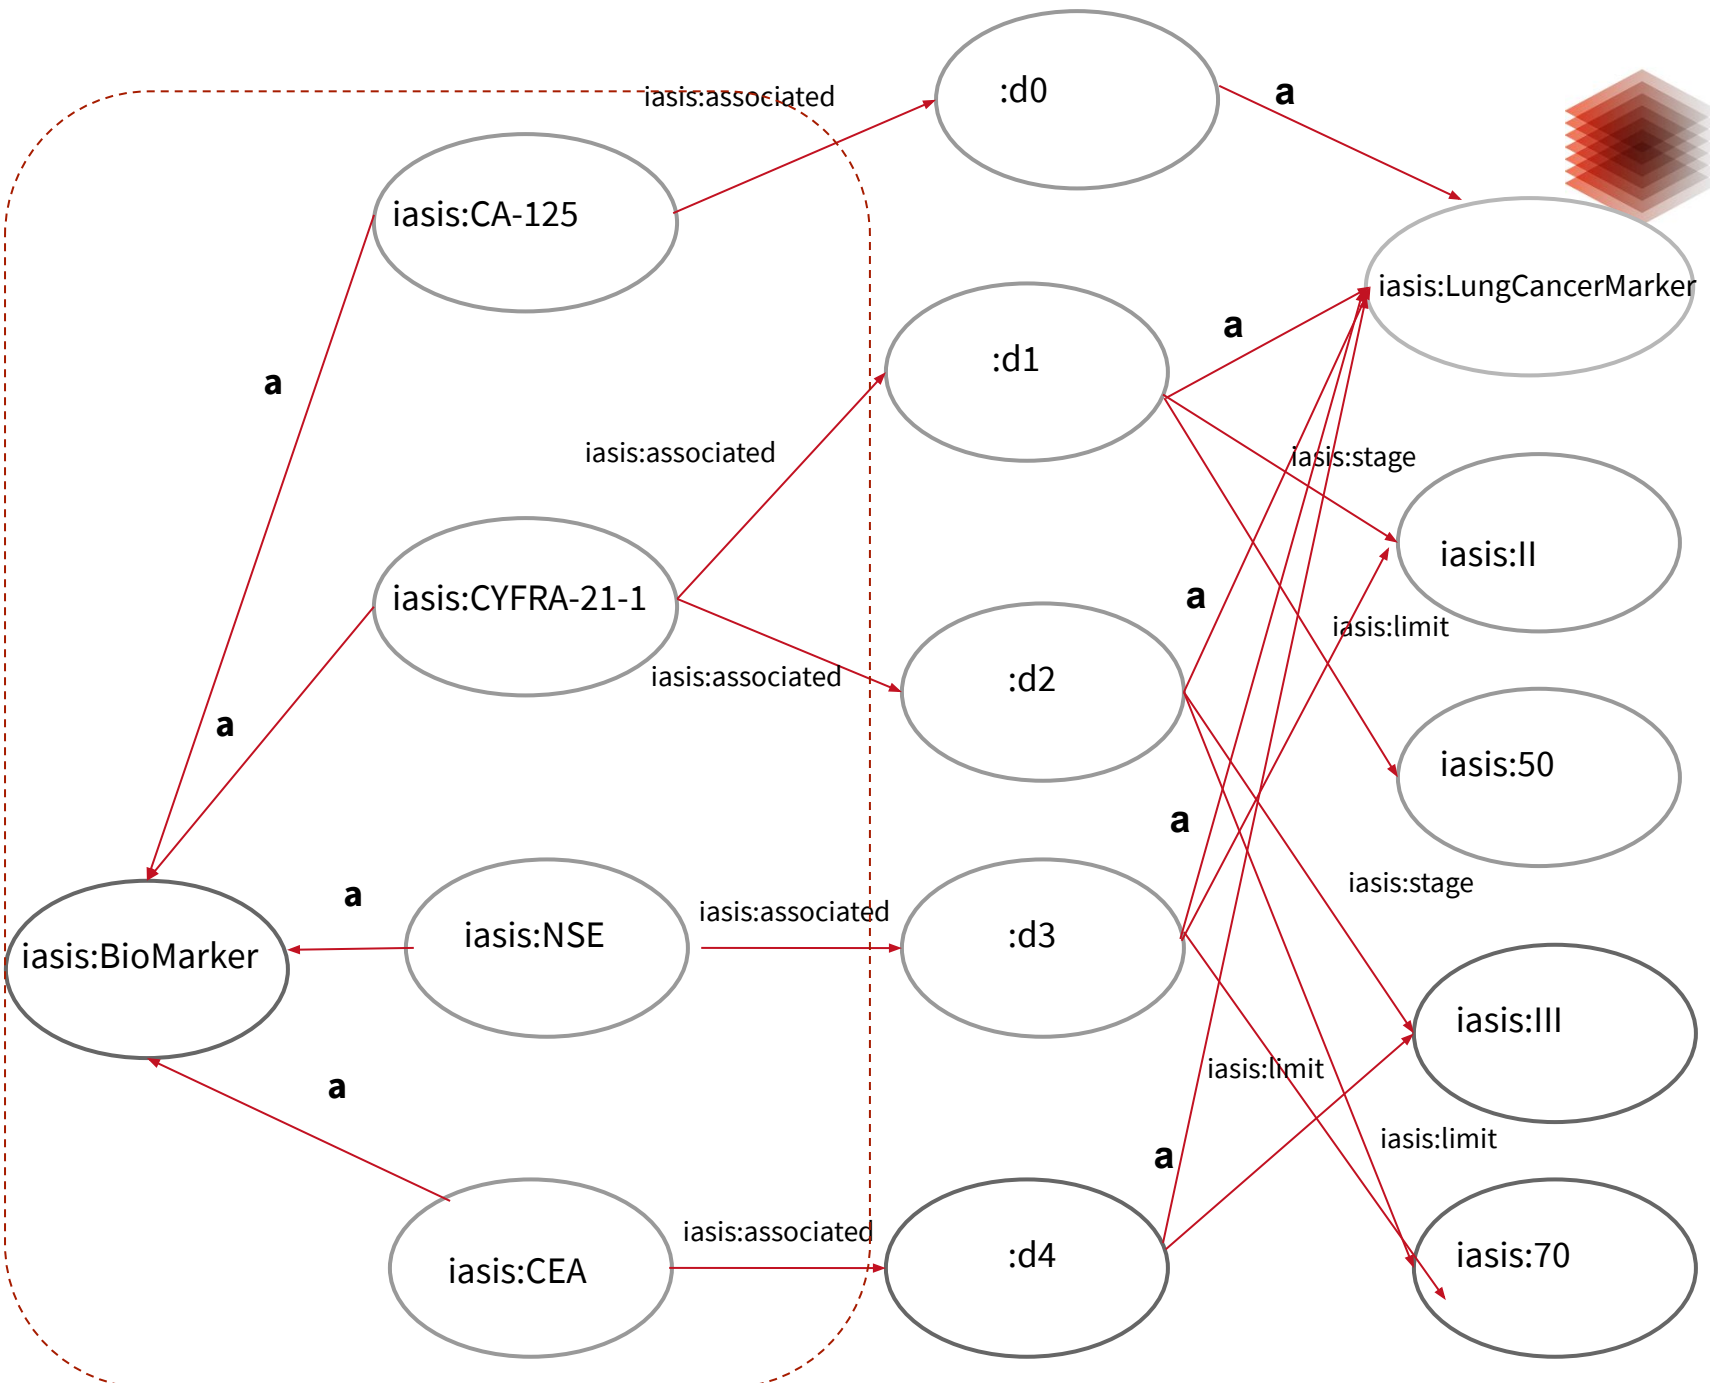 :d0
a
iasis:associated
iasis:CA-125
iasis:LungCancerMarker
a
:d1
a
iasis:associated
iasis:stage
iasis:II
iasis:CYFRA-21-1
a
iasis:limit
iasis:associated
:d2
a
iasis:50
a
iasis:stage
a
iasis:associated
iasis:NSE
:d3
iasis:BioMarker
iasis:III
iasis:limit
a
iasis:limit
a
iasis:associated
iasis:CEA
:d4
iasis:70